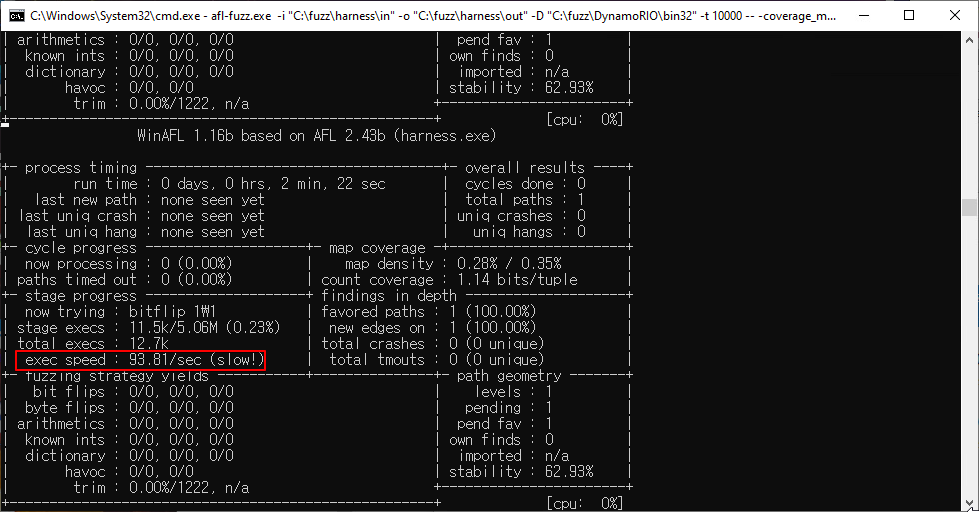 C:\Windows\System32\cmd.exe - afl-fuzz.exe  -i "C:\fuzz\harness\in" -o "C:\fuzz\harness\out" -D "C:\fuzz\DynamoRIO\bin32" -t 10000 -- -coverage_m...
| arithmetics : 0/0, 0/0, 0/0                         |  pend fav : 1         |
|  known ints : 0/0, 0/0, 0/0                         | own finds : 0         |
|  dictionary : 0/0, 0/0, 0/0                         |  imported : n/a       |
|       havoc : 0/0, 0/0                              | stability : 62.93%    |
|        trim : 0.00%/1222, n/a                       +-----------------------+
+-----------------------------------------------------+             [cpu:  0%]
WinAFL 1.16b based on AFL 2.43b (harness.exe)
+- process timing -------------------------------------+- overall results ----+
|        run time : 0 days, 0 hrs, 2 min, 22 sec       |  cycles done : 0     |
|   last new path : none seen yet                      |  total paths : 1     |
| last uniq crash : none seen yet                      | uniq crashes : 0     |
|  last uniq hang : none seen yet                      |   uniq hangs : 0     |
+- cycle progress --------------------+- map coverage -+----------------------+
|  now processing : 0 (0.00%)         |    map density : 0.28% / 0.35%        |
| paths timed out : 0 (0.00%)         | count coverage : 1.14 bits/tuple      |
+- stage progress --------------------+ findings in depth --------------------+
|  now trying : bitflip 1₩1           | favored paths : 1 (100.00%)           |
| stage execs : 11.5k/5.06M (0.23%)   |  new edges on : 1 (100.00%)           |
| total execs : 12.7k                 | total crashes : 0 (0 unique)          |
|  exec speed : 93.81/sec (slow!)     |  total tmouts : 0 (0 unique)          |
+- fuzzing strategy yields -----------+---------------+- path geometry -------+
|   bit flips : 0/0, 0/0, 0/0                         |    levels : 1         |
|  byte flips : 0/0, 0/0, 0/0                         |   pending : 1         |
| arithmetics : 0/0, 0/0, 0/0                         |  pend fav : 1         |
|  known ints : 0/0, 0/0, 0/0                         | own finds : 0         |
|  dictionary : 0/0, 0/0, 0/0                         |  imported : n/a       |
|       havoc : 0/0, 0/0                              | stability : 62.93%    |
|        trim : 0.00%/1222, n/a                       +-----------------------+
+-----------------------------------------------------+             [cpu:  0%]